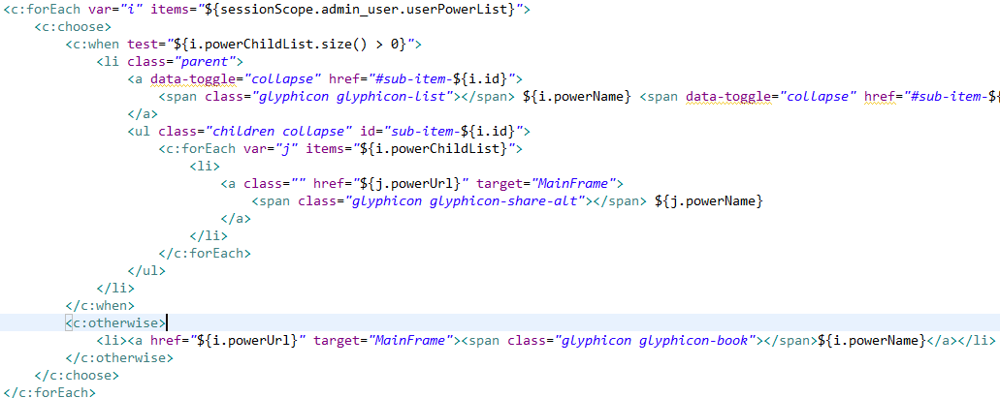 <c:forEach var="i" items="${sessionScope.admin_user.userPowerList}">
<c:choose>
<c:when test="${i.powerChildList.size() > 0}">
<li class="parent">
<a data-toggle="collapse" href="#sub-item-${i.id}">
<span class="glyphicon glyphicon-list"></span> ${i.powerName} <span data-toggle="collapse" href="#sub-item-${
</a>
<ul class="children collapse" id="sub-item-${i.id}">
<c:forEach var="j" items="${i.powerChildList}">
<li>
<a class="" href="${j.powerUrl}" target="MainFrame">
<span class="glyphicon glyphicon-share-alt"></span> ${j.powerName}
</a>
</li>
</c:forEach>
</ul>
</li>
</c:when>
<c:otherwise>
<li><a href="${i.powerUrl}" target="MainFrame"><span class="glyphicon glyphicon-book"></span>${i.powerName}</a></li>
</c:otherwise>
</c:choose>
</c:forEach>